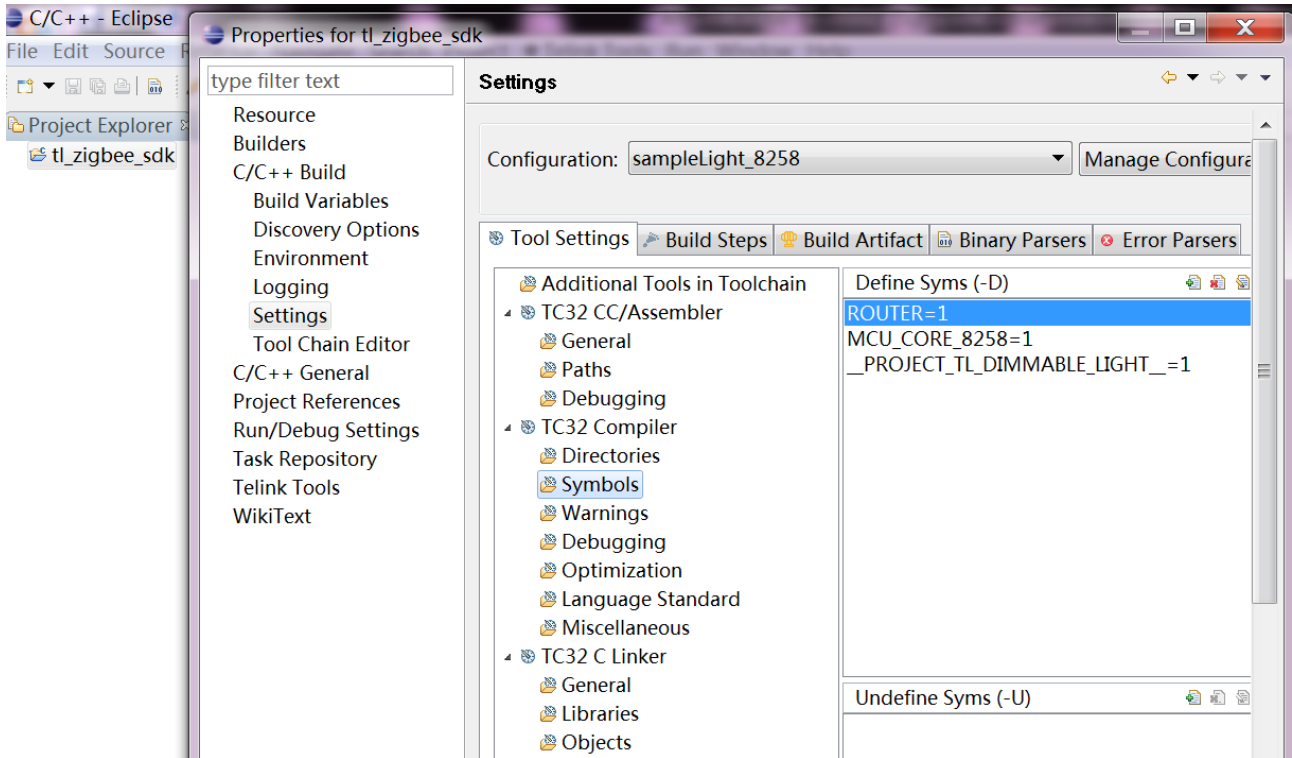 C/C++ - Eclipse
File Edit Source
Project Explorer
tl_zigbee_sdk
Properties for tl_zigbee_sdk
type filter text
Resource
Builders
C/C++ Build
Build Variables
Discovery Options
Environment
Logging
Settings
Tool Chain Editor
C/C++ General
Project References
Run/Debug Settings
Task Repository
Telink Tools
WikiText
Settings
Configuration: sampleLight_8258 Manage Configura
Tool Settings Build Steps Build Artifact Binary Parsers Error Parsers
Additional Tools in Toolchain
TC32 CC/Assembler
General
Paths
Debugging
TC32 Compiler
Directories
Symbols
Warnings
Debugging
Optimization
Language Standard
Miscellaneous
TC32 C Linker
General
Libraries
Objects
Define Syms (-D)
ROUTER=1
MCU_CORE_8258=1
__PROJECT_TL_DIMMABLE_LIGHT__=1
Undefine Syms (-U)